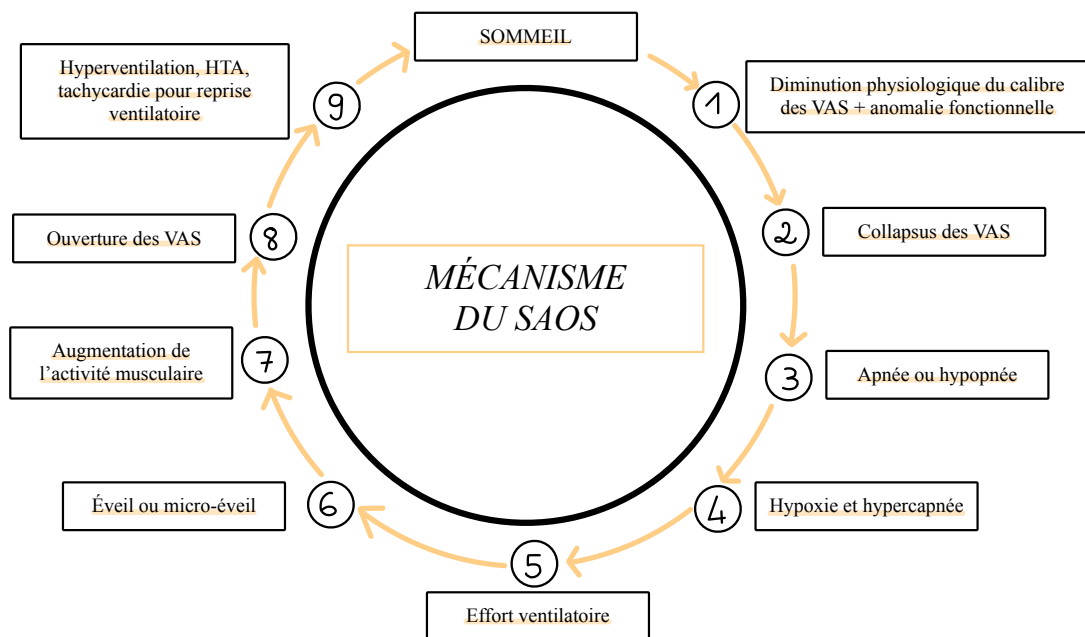 SOMMEIL
1
Diminution physiologique du calibre
des VAS + anomalie fonctionnelle
2
Collapsus des VAS
3
Apnée ou hypopnée
4
Hypoxie et hypercapnée
5
Effort ventilatoire
6
Éveil ou micro-éveil
7
Augmentation de
l’activité musculaire
8
Ouverture des VAS
9
Hyperventilation, HTA,
tachycardie pour reprise
ventilatoire
MÉCANISME
DU SAOS